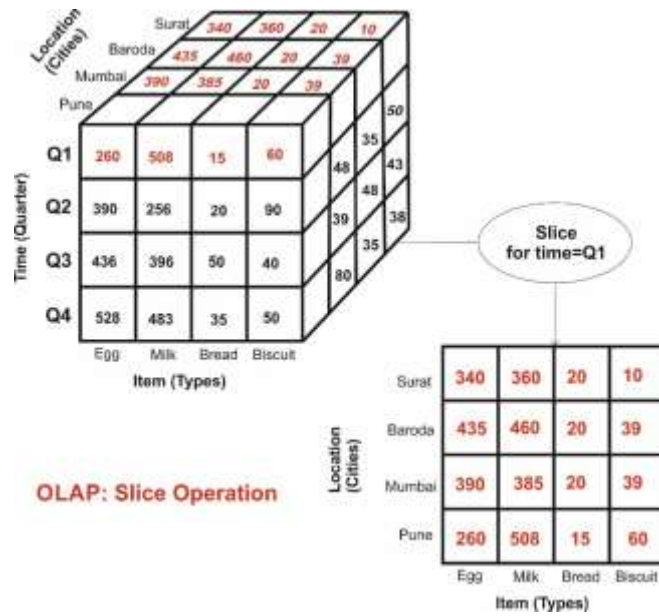 Location
(Cities)
Surat 340 360 20 10
Baroda 435 460 20 39
Mumbai 390 385 20 39
Pune
Time (Quarter)
Q1 260 508 15 60
Q2 390 256 20 90
Q3 436 396 50 40
Q4 528 483 35 50
48 35 50
39 48 43
80 35 38
Egg Milk Bread Biscuit
Item (Types)
Slice
for time=Q1
OLAP: Slice Operation
Location
(Cities)
Surat 340 360 20 10
Baroda 435 460 20 39
Mumbai 390 385 20 39
Pune 260 508 15 60
Egg Milk Bread Biscuit
Item (Types)